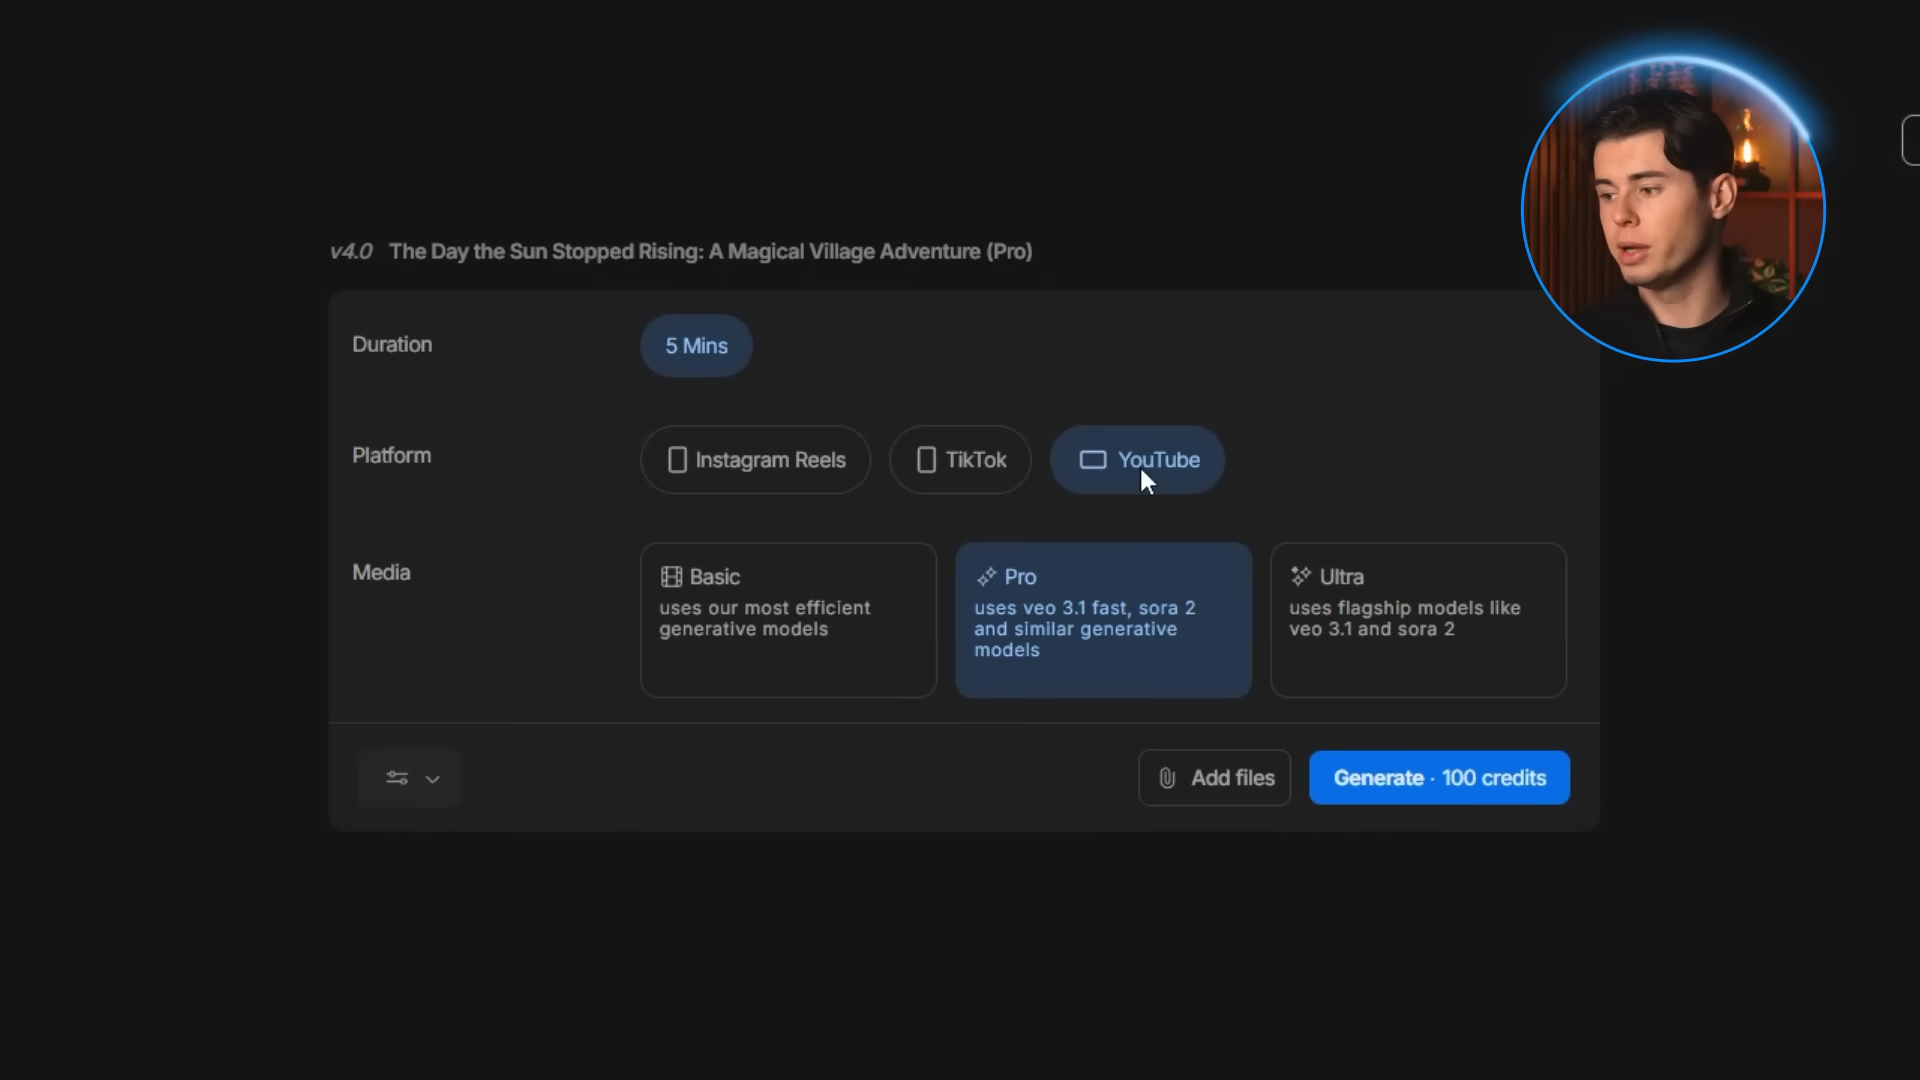 v4.0 The Day the Sun Stopped Rising: A Magical Village Adventure (Pro)
Duration
5 Mins
Platform
Instagram Reels
TikTok
YouTube
Media
Basic
uses our most efficient
generative models
Pro
uses veo 3.1 fast, sora 2
and similar generative
models
Ultra
uses flagship models like
veo 3.1 and sora 2
Add files
Generate · 100 credits